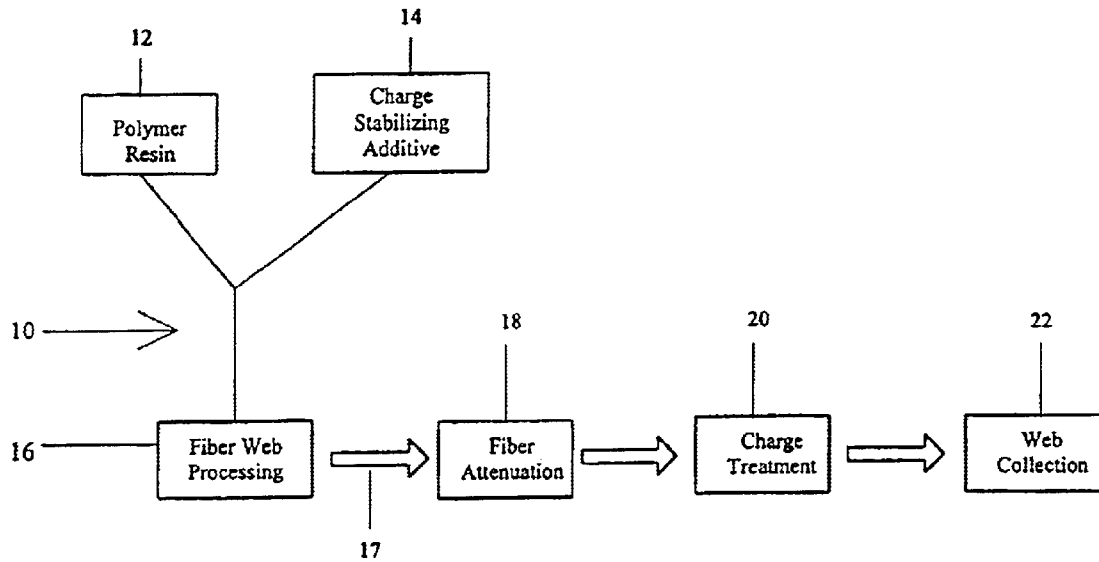 12
14
Polymer
Resin
Charge
Stabilizing
Additive
10
18
20
22
16
Fiber Web
Processing
Fiber
Attenuation
Charge
Treatment
Web
Collection
17